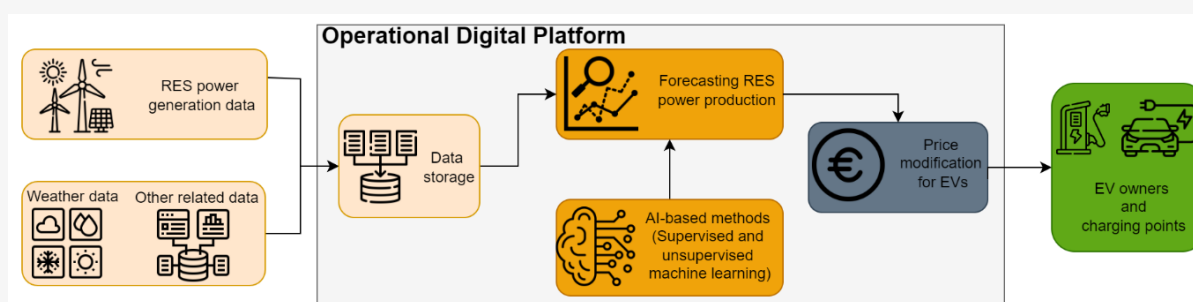 Operational Digital Platform
RES power
generation data
Weather data
Other related data
Data
storage
Forecasting RES
power production
AI-based methods
(Supervised and
unsupervised
machine learning)
Price
modification
for EVs
EV owners
and
charging points